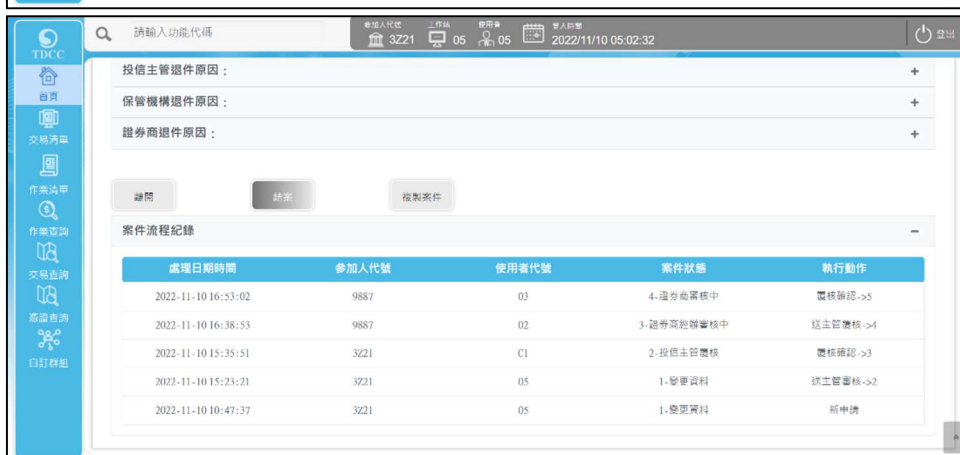 參加人代號 工作站 使用者 登入時間
請輸入功能代碼 3Z21 05 05 2022/11/10 05:02:32 登出
TDCC
首頁
交易清單
作業清單
作業查詢
交易查詢
憑證查詢
自訂群組
投信主管退件原因: +
保管機構退件原因: +
證券商退件原因: +
離開 結案 複製案件
案件流程紀錄 −
處理日期時間 參加人代號 使用者代號 案件狀態 執行動作
2022-11-10 16:53:02 9887 03 4-證券商審核中 覆核確認->5
2022-11-10 16:38:53 9887 02 3-證券商經辦審核中 送主管覆核->4
2022-11-10 15:35:51 3Z21 C1 2-投信主管覆核 覆核確認->3
2022-11-10 15:23:21 3Z21 05 1-變更資料 送主管審核->2
2022-11-10 10:47:37 3Z21 05 1-變更資料 新申請